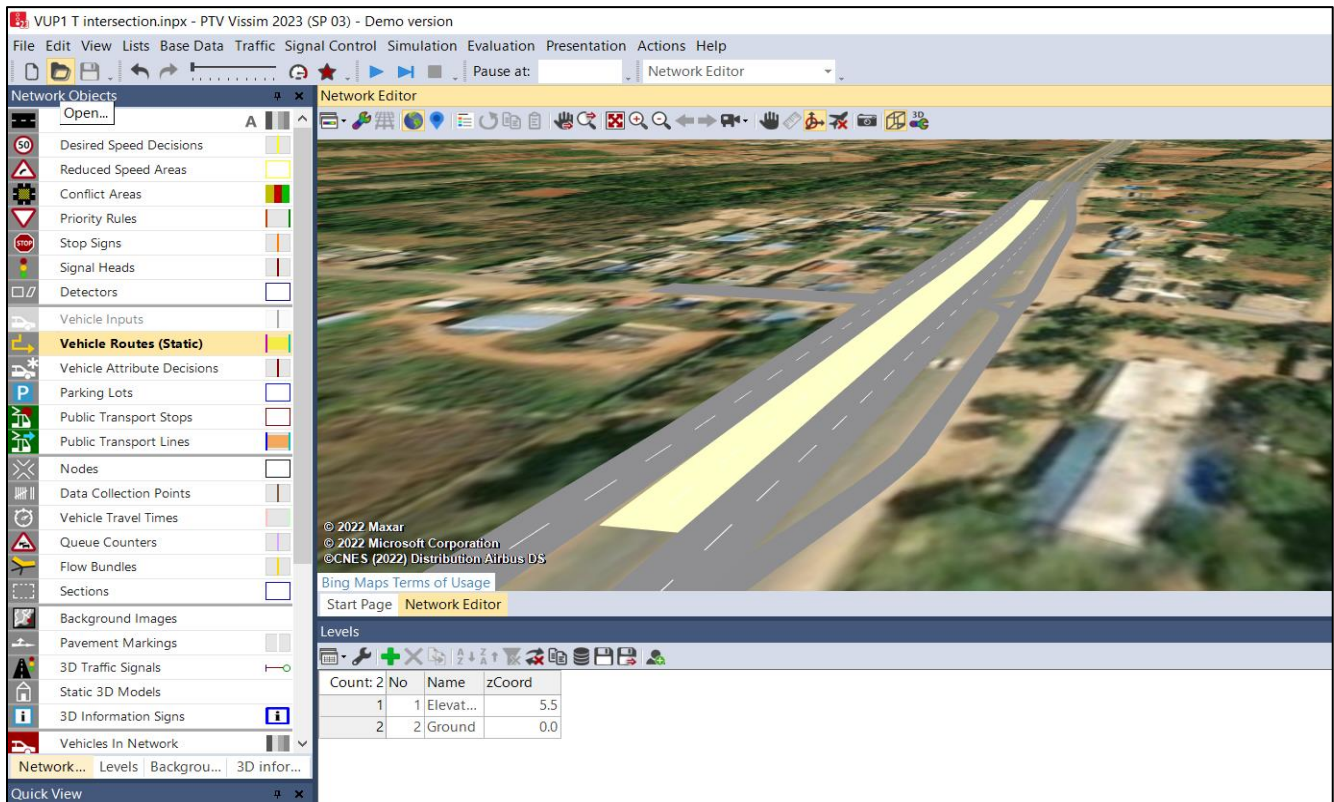 VUP1 T intersection.inpx - PTV Vissim 2023 (SP 03) - Demo version
File Edit View Lists Base Data Traffic Signal Control Simulation Evaluation Presentation Actions Help
Pause at: Network Editor
Network Objects
Open...
A
50 Desired Speed Decisions
Reduced Speed Areas
Conflict Areas
Priority Rules
STOP Stop Signs
Signal Heads
Detectors
Vehicle Inputs
Vehicle Routes (Static)
Vehicle Attribute Decisions
P Parking Lots
Public Transport Stops
Public Transport Lines
Nodes
Data Collection Points
Vehicle Travel Times
Queue Counters
Flow Bundles
Sections
Background Images
Pavement Markings
3D Traffic Signals
Static 3D Models
i 3D Information Signs i
Vehicles In Network
Network... Levels Backgrou... 3D infor...
Quick View
Network Editor
3D
© 2022 Maxar
© 2022 Microsoft Corporation
©CNES (2022) Distribution Airbus DS
Bing Maps Terms of Usage
Start Page Network Editor
Levels
Count: 2 No Name zCoord
1 1 Elevat... 5.5
2 2 Ground 0.0